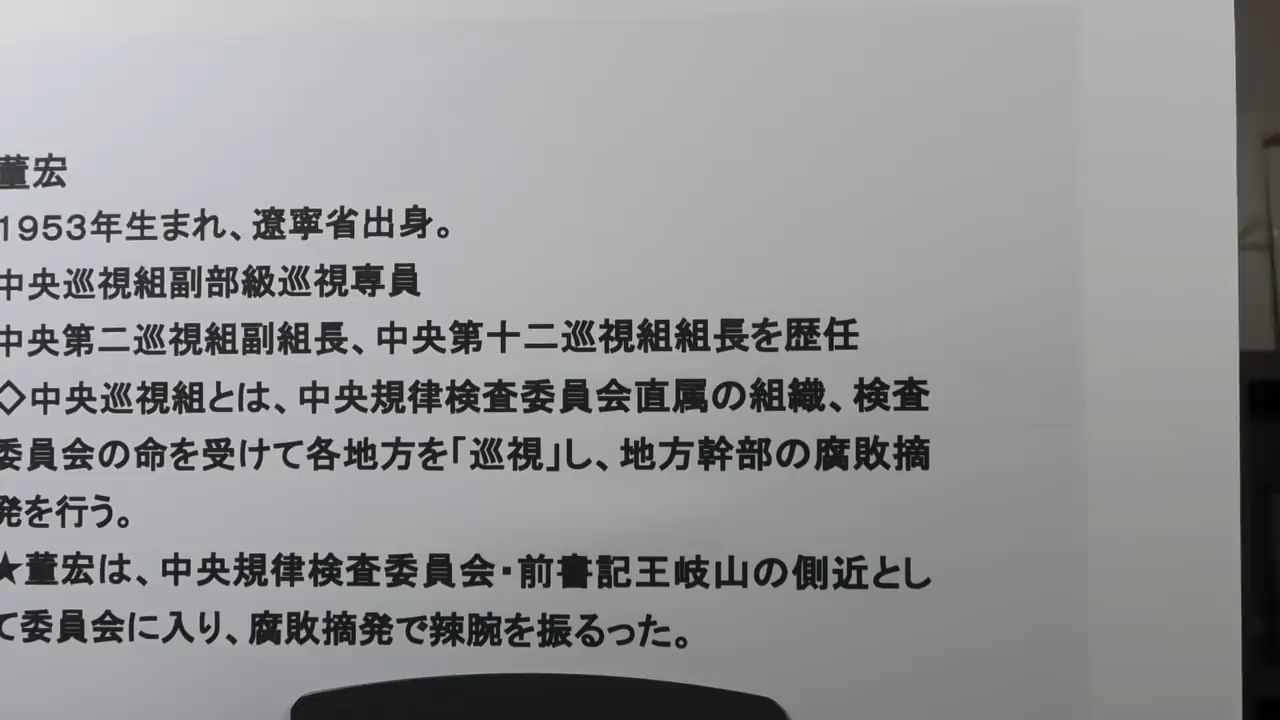 董宏
1953年生まれ、遼寧省出身。
中央巡視組副部級巡視専員
中央第二巡視組副組長、中央第十二巡視組組長を歴任
◇中央巡視組とは、中央規律検査委員会直属の組織、検査
委員会の命を受けて各地方を「巡視」し、地方幹部の腐敗摘
発を行う。
★董宏は、中央規律検査委員会・前書記王岐山の側近とし
て委員会に入り、腐敗摘発で辣腕を振るった。